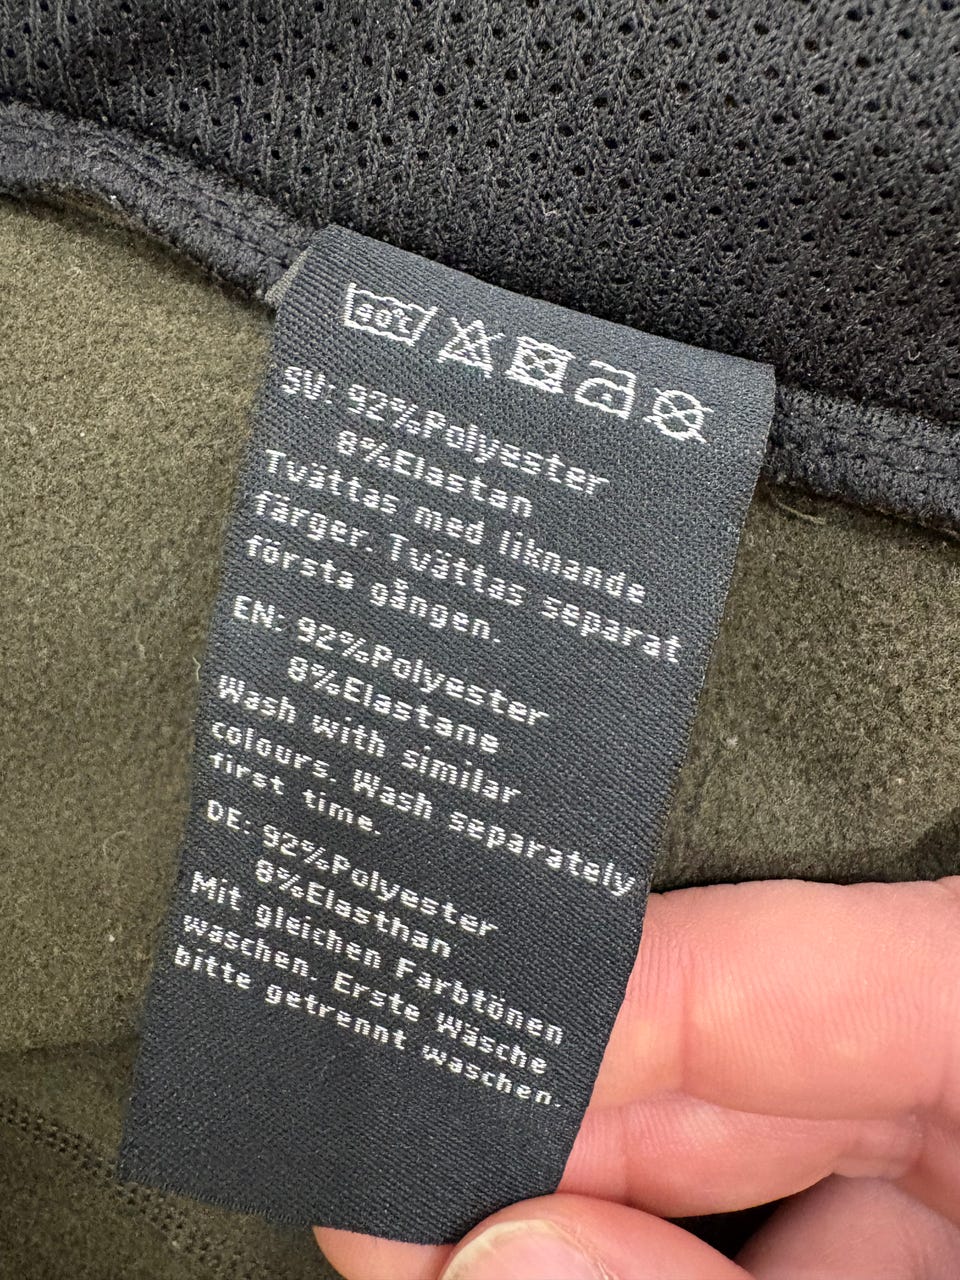 40℃
SV: 92%Polyester
8%Elastan
Tvättas med liknande
färger. Tvättas separat
första gången.
EN: 92%Polyester
8%Elastane
Wash with similar
colours. Wash separately
first time.
DE: 92%Polyester
8%Elasthan
Mit gleichen Farbtönen
waschen. Erste Wäsche
bitte getrennt waschen.